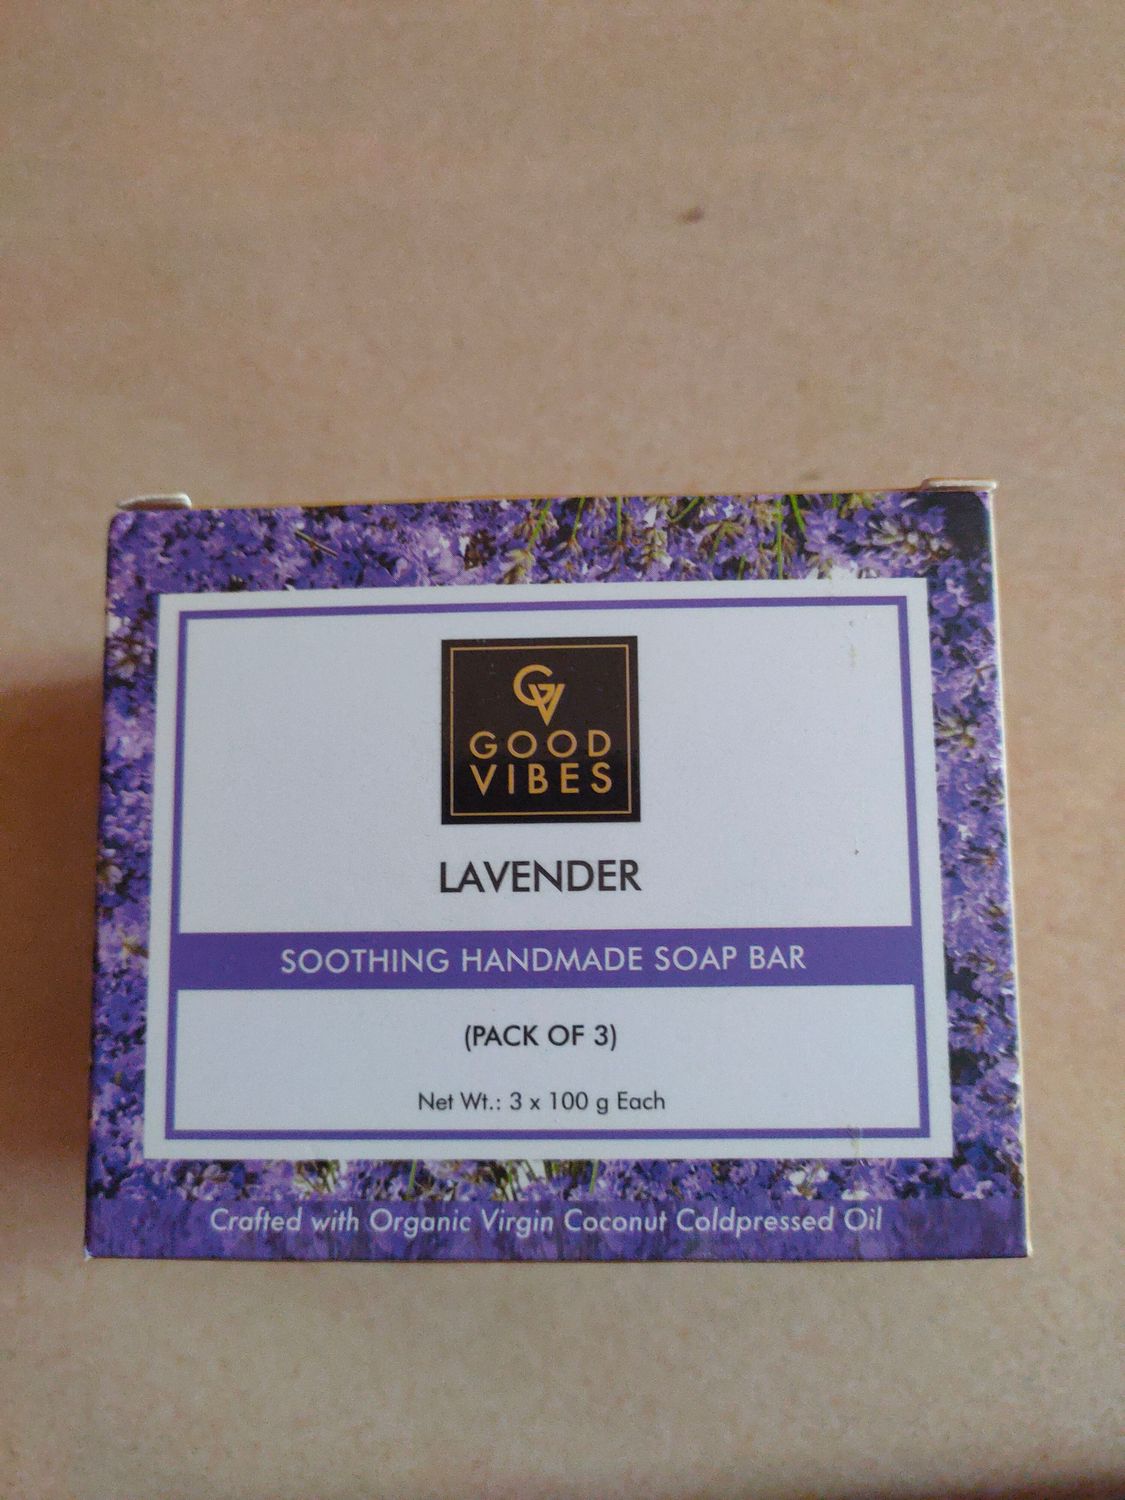 GV
GOOD
VIBES
LAVENDER
SOOTHING HANDMADE SOAP BAR
(PACK OF 3)
Net Wt.: 3 x 100 g Each
Crafted with Organic Virgin Coconut Coldpressed Oil